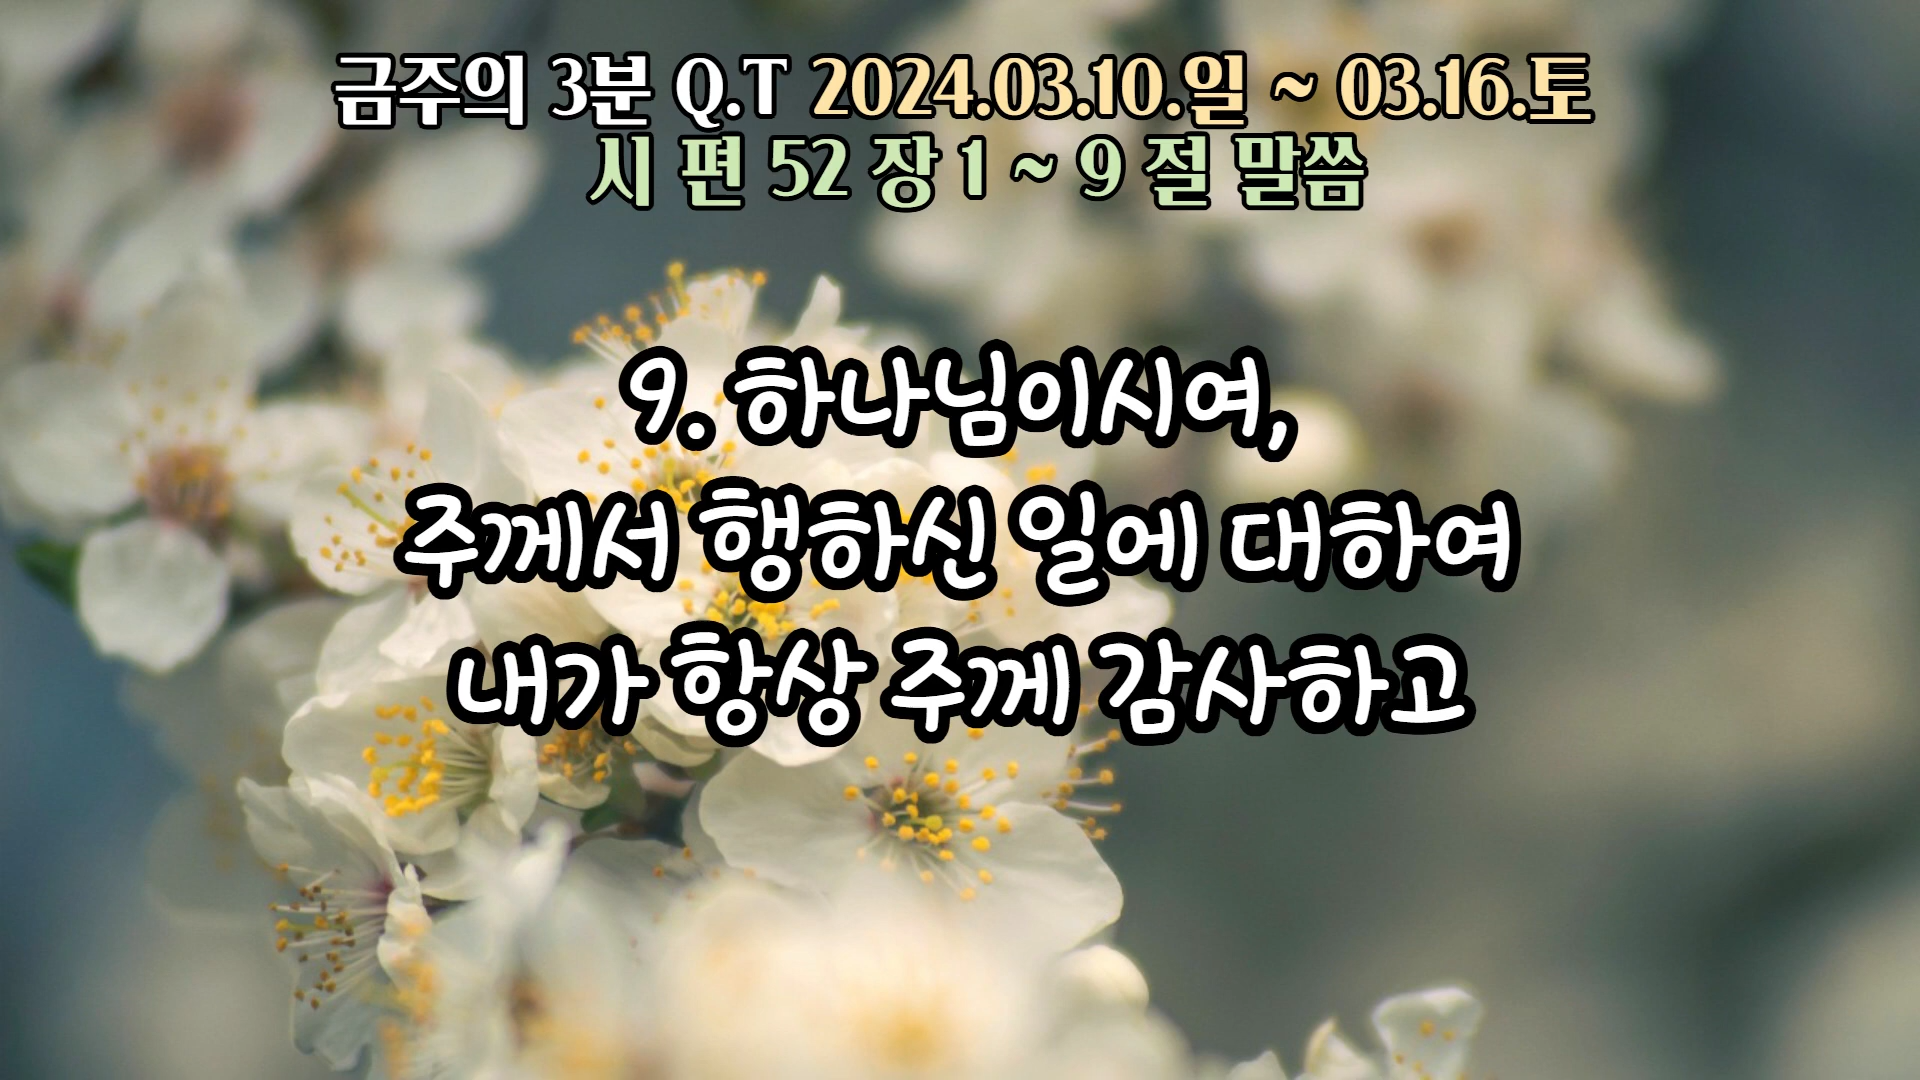 금주의 3분 Q.T 2024.03.10.일 ~ 03.16.토
시 편 52 장 1 ~ 9 절 말씀
9. 하나님이시여,
주께서 행하신 일에 대하여
내가 항상 주께 감사하고